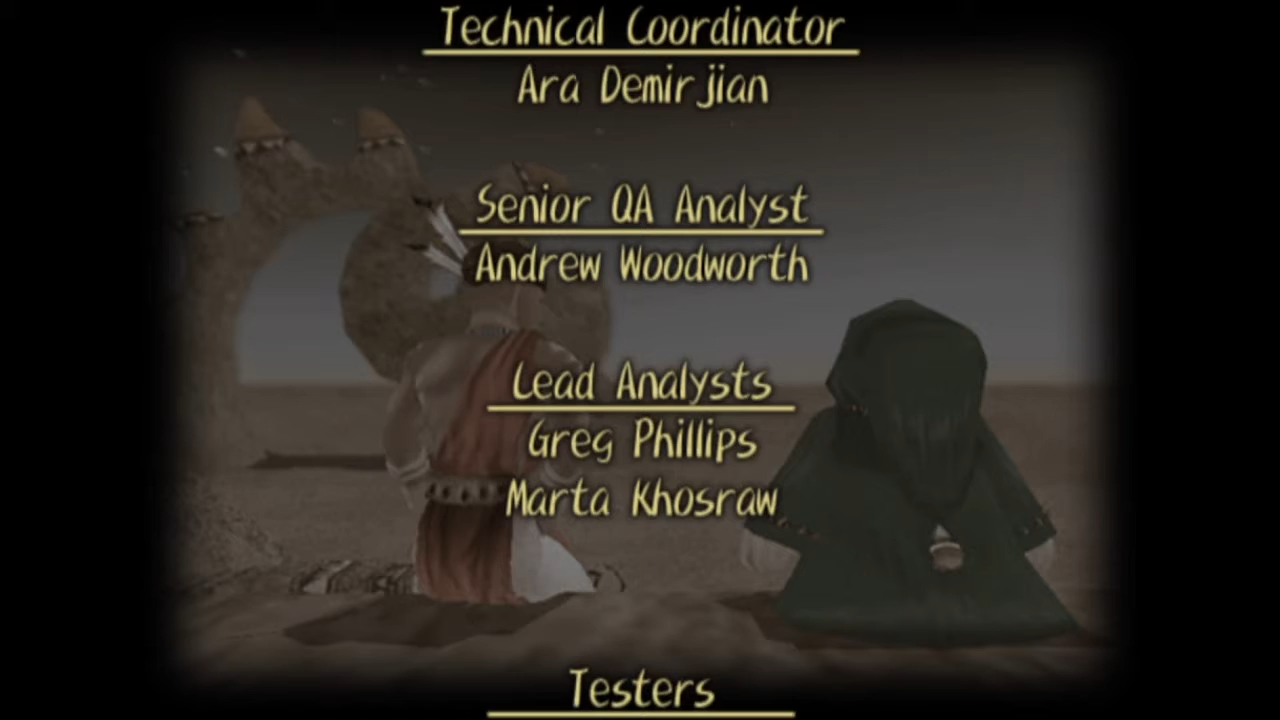 Technical Coordinator
Ara Demirjian
Senior QA Analyst
Andrew Woodworth
Lead Analysts
Greg Phillips
Marta Khosraw
Testers